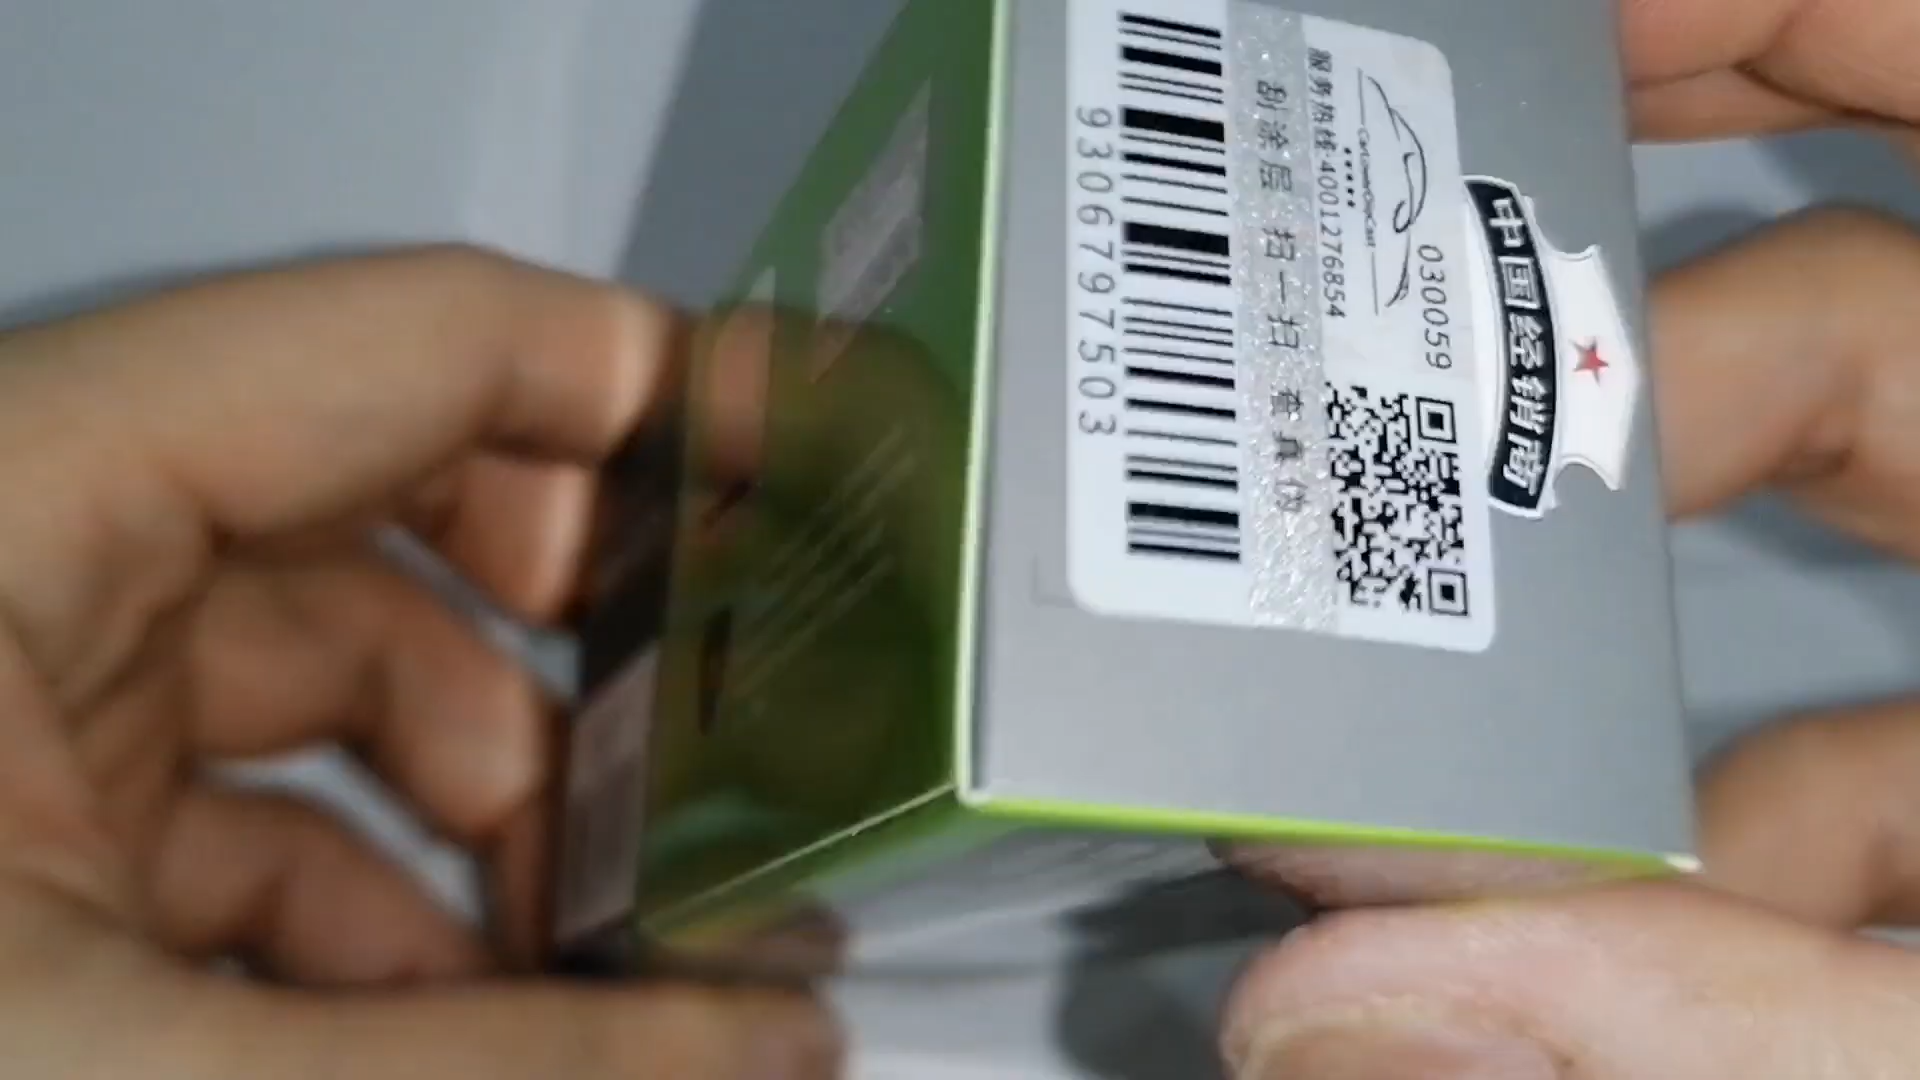 9306797503
刮涂层 扫一扫 查真伪
服务热线:4001276854
030059
中国经销商